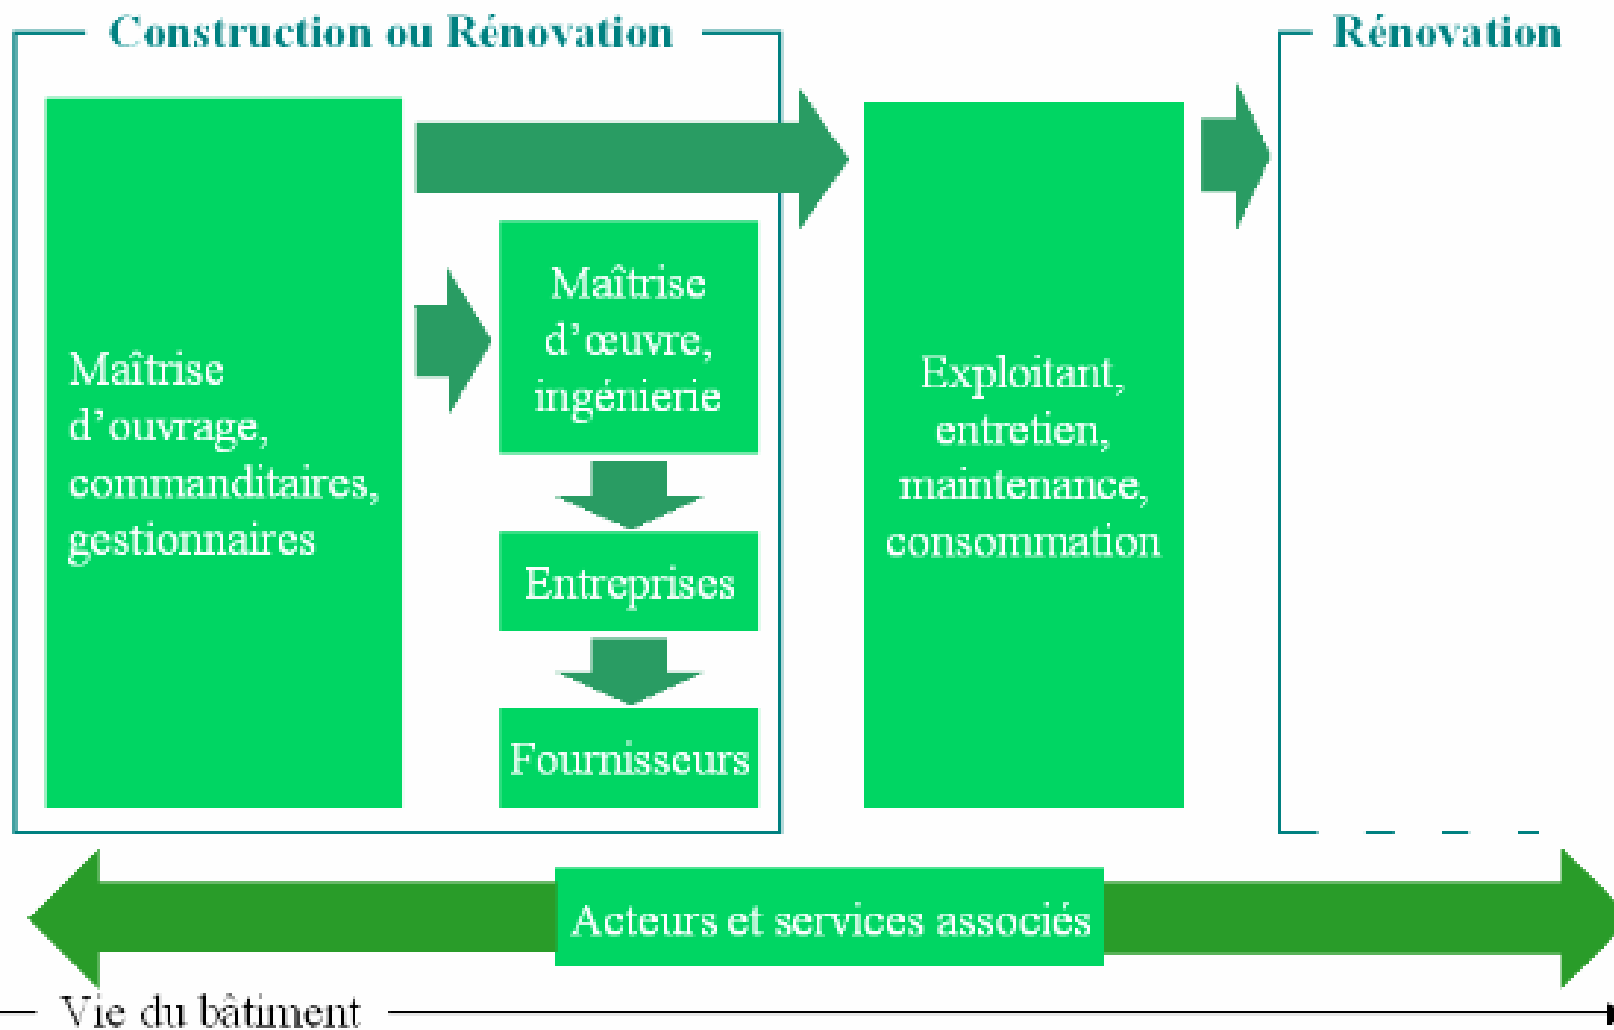 Construction ou Rénovation
Rénovation
Maîtrise
d’ouvrage,
commanditaires,
gestionnaires
Maîtrise
d’œuvre,
ingénierie
Entreprises
Fournisseurs
Exploitant,
entretien,
maintenance,
consommation
Acteurs et services associés
Vie du bâtiment